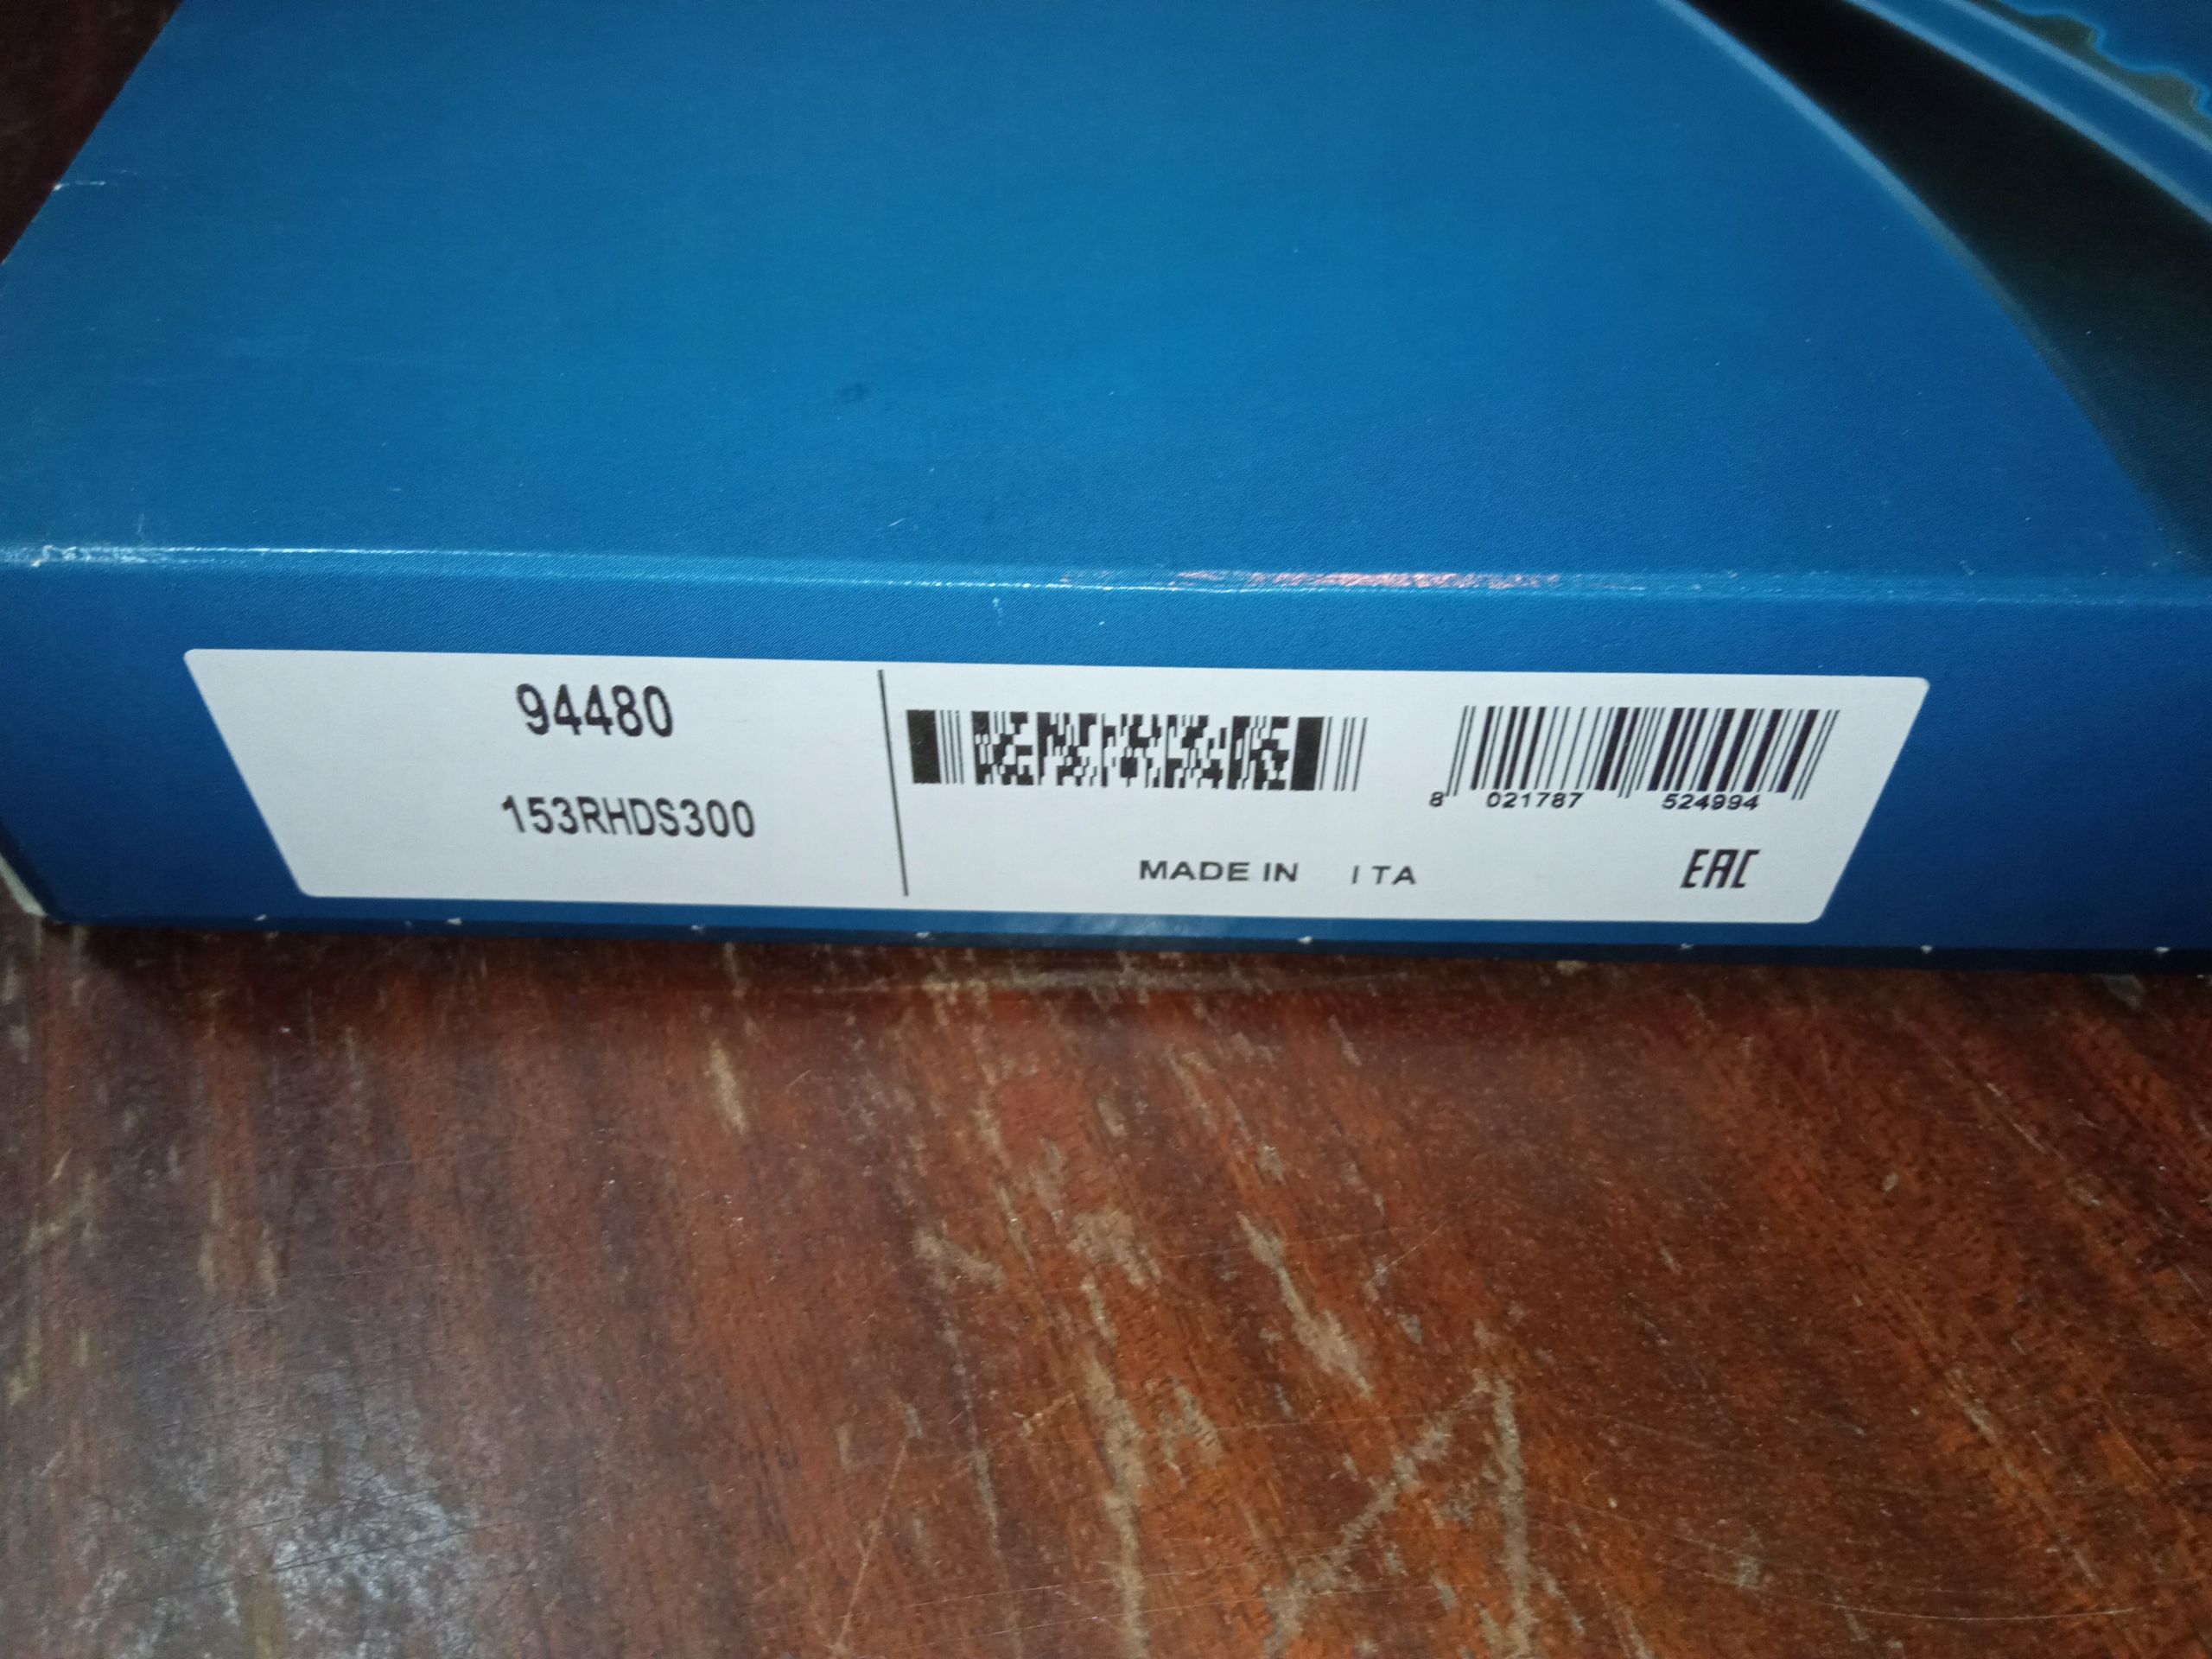 94480
153RHDS300
8 021787 524994
MADE IN ITA
EAC